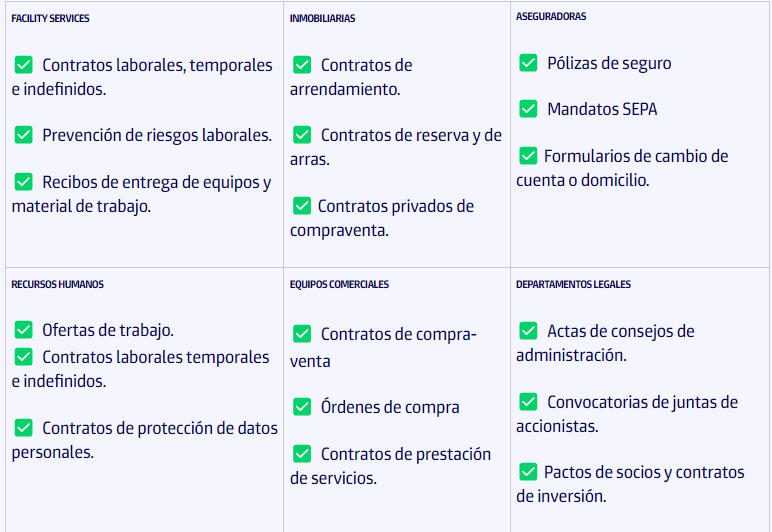 FACILITY SERVICES
Contratos laborales, temporales
e indefinidos.
Prevención de riesgos laborales.
Recibos de entrega de equipos y
material de trabajo.
INMOBILIARIAS
Contratos de
arrendamiento.
Contratos de reserva y de
arras.
Contratos privados de
compraventa.
ASEGURADORAS
Pólizas de seguro
Mandatos SEPA
Formularios de cambio de
cuenta o domicilio.
RECURSOS HUMANOS
Ofertas de trabajo.
Contratos laborales temporales
e indefinidos.
Contratos de protección de datos
personales.
EQUIPOS COMERCIALES
Contratos de compra-
venta
Órdenes de compra
Contratos de prestación
de servicios.
DEPARTAMENTOS LEGALES
Actas de consejos de
administración.
Convocatorias de juntas de
accionistas.
Pactos de socios y contratos
de inversión.